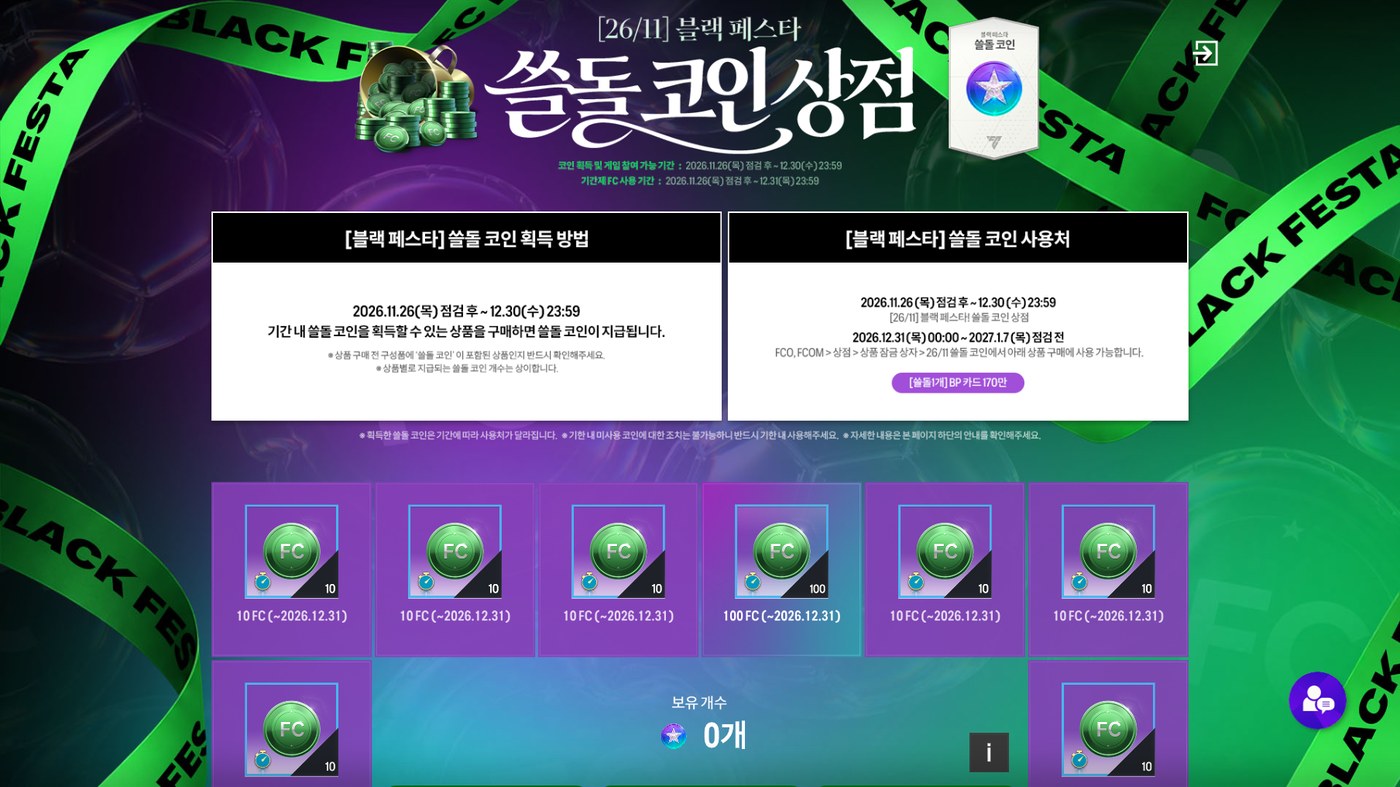 BLACK F
FC
BLACK FESTA
[26/11] 블랙 페스타
쓸돌 코인 상점
블랙 페스타
쓸돌 코인
코인 획득 및 게임 참여 가능 기간 : 2026.11.26(목) 점검 후 ~ 12.30(수) 23:59
기간제 FC 사용 기간 : 2026.11.26(목) 점검 후 ~ 12.31(목) 23:59
BLACK FE
STA
FC
BLACK FESTA
LACK
[블랙 페스타] 쓸돌 코인 획득 방법
2026.11.26(목) 점검 후 ~ 12.30(수) 23:59
기간 내 쓸돌 코인을 획득할 수 있는 상품을 구매하면 쓸돌 코인이 지급됩니다.
※ 상품 구매 전 구성품에 '쓸돌 코인' 이 포함된 상품인지 반드시 확인해주세요.
※ 상품별로 지급되는 쓸돌 코인 개수는 상이합니다.
[블랙 페스타] 쓸돌 코인 사용처
2026.11.26 (목) 점검 후 ~ 12.30 (수) 23:59
[26/11] 블랙 페스타! 쓸돌 코인 상점
2026.12.31(목) 00:00 ~ 2027.1.7 (목) 점검 전
FCO, FCOM > 상점 > 상품 잠금 상자 > 26/11 쓸돌 코인에서 아래 상품 구매에 사용 가능합니다.
[쓸돌1개] BP 카드 170만
※ 획득한 쓸돌 코인은 기간에 따라 사용처가 달라집니다. ※ 기한 내 미사용 코인에 대한 조치는 불가능하니 반드시 기한 내 사용해주세요. ※ 자세한 내용은 본 페이지 하단의 안내를 확인해주세요.
FC
10
10 FC (~2026.12.31)
FC
10
10 FC (~2026.12.31)
FC
10
10 FC (~2026.12.31)
FC
100
100 FC (~2026.12.31)
FC
10
10 FC (~2026.12.31)
FC
10
10 FC (~2026.12.31)
BLACK FES
FC
10
보유 개수
0개
i
FC
10
FC
BLACK